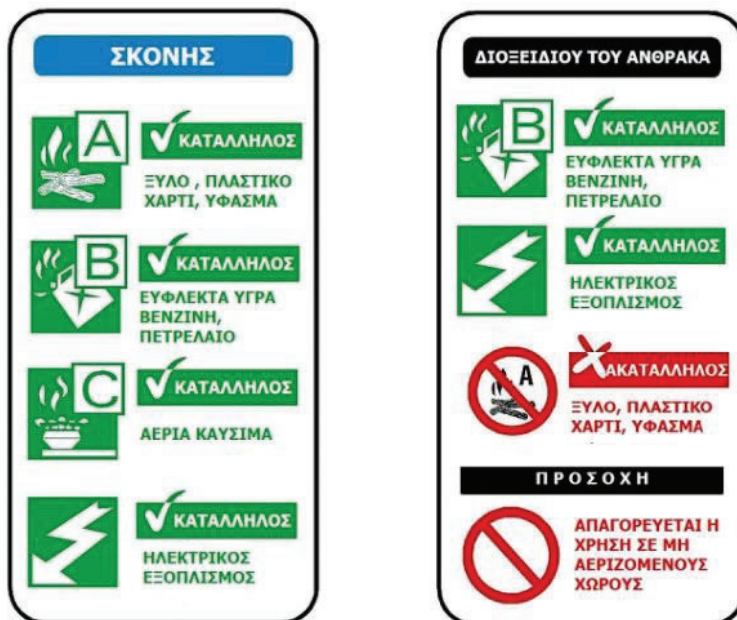 ΣΚΟΝΗΣ
A
ΚΑΤΑΛΛΗΛΟΣ
ΞΥΛΟ , ΠΛΑΣΤΙΚΟ
ΧΑΡΤΙ, ΥΦΑΣΜΑ
B
ΚΑΤΑΛΛΗΛΟΣ
ΕΥΦΛΕΚΤΑ ΥΓΡΑ
ΒΕΝΖΙΝΗ,
ΠΕΤΡΕΛΑΙΟ
C
ΚΑΤΑΛΛΗΛΟΣ
ΑΕΡΙΑ ΚΑΥΣΙΜΑ
ΚΑΤΑΛΛΗΛΟΣ
ΗΛΕΚΤΡΙΚΟΣ
ΕΞΟΠΛΙΣΜΟΣ
ΔΙΟΞΕΙΔΙΟΥ ΤΟΥ ΑΝΘΡΑΚΑ
B
ΚΑΤΑΛΛΗΛΟΣ
ΕΥΦΛΕΚΤΑ ΥΓΡΑ
ΒΕΝΖΙΝΗ,
ΠΕΤΡΕΛΑΙΟ
ΚΑΤΑΛΛΗΛΟΣ
ΗΛΕΚΤΡΙΚΟΣ
ΕΞΟΠΛΙΣΜΟΣ
A
ΑΚΑΤΑΛΛΗΛΟΣ
ΞΥΛΟ, ΠΛΑΣΤΙΚΟ
ΧΑΡΤΙ, ΥΦΑΣΜΑ
ΠΡΟΣΟΧΗ
ΑΠΑΓΟΡΕΥΕΤΑΙ Η
ΧΡΗΣΗ ΣΕ ΜΗ
ΑΕΡΙΖΟΜΕΝΟΥΣ
ΧΩΡΟΥΣ